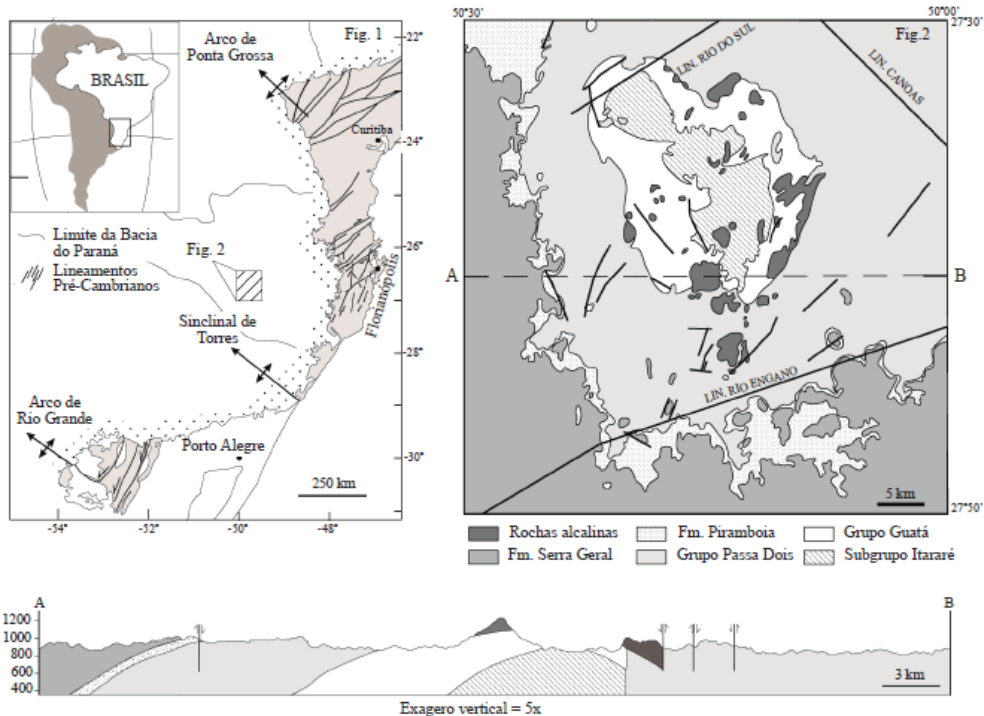 Fig. 1
BRASIL
Arco de
Ponta Grossa
Curitiba
Limite da Bacia
do Paraná
Lineamentos
Pré-Cambrianos
Fig. 2
Florianópolis
Sinclinal de
Torres
Arco de
Rio Grande
Porto Alegre
250 km
22°
-24°
-26°
-28°
-30°
-54°
-52°
-50°
-48°
50°30'
50°00'
27°30'
Fig.2
LIN. RIO DO SUL
LIN. CANOAS
A
B
LIN. RIO ENGANO
5 km
27°50'
Rochas alcalinas
Fm. Piramboia
Grupo Guatá
Fm. Serra Geral
Grupo Passa Dois
Subgrupo Itararé
A
B
1200
1000
800
600
400
3 km
Exagero vertical = 5x